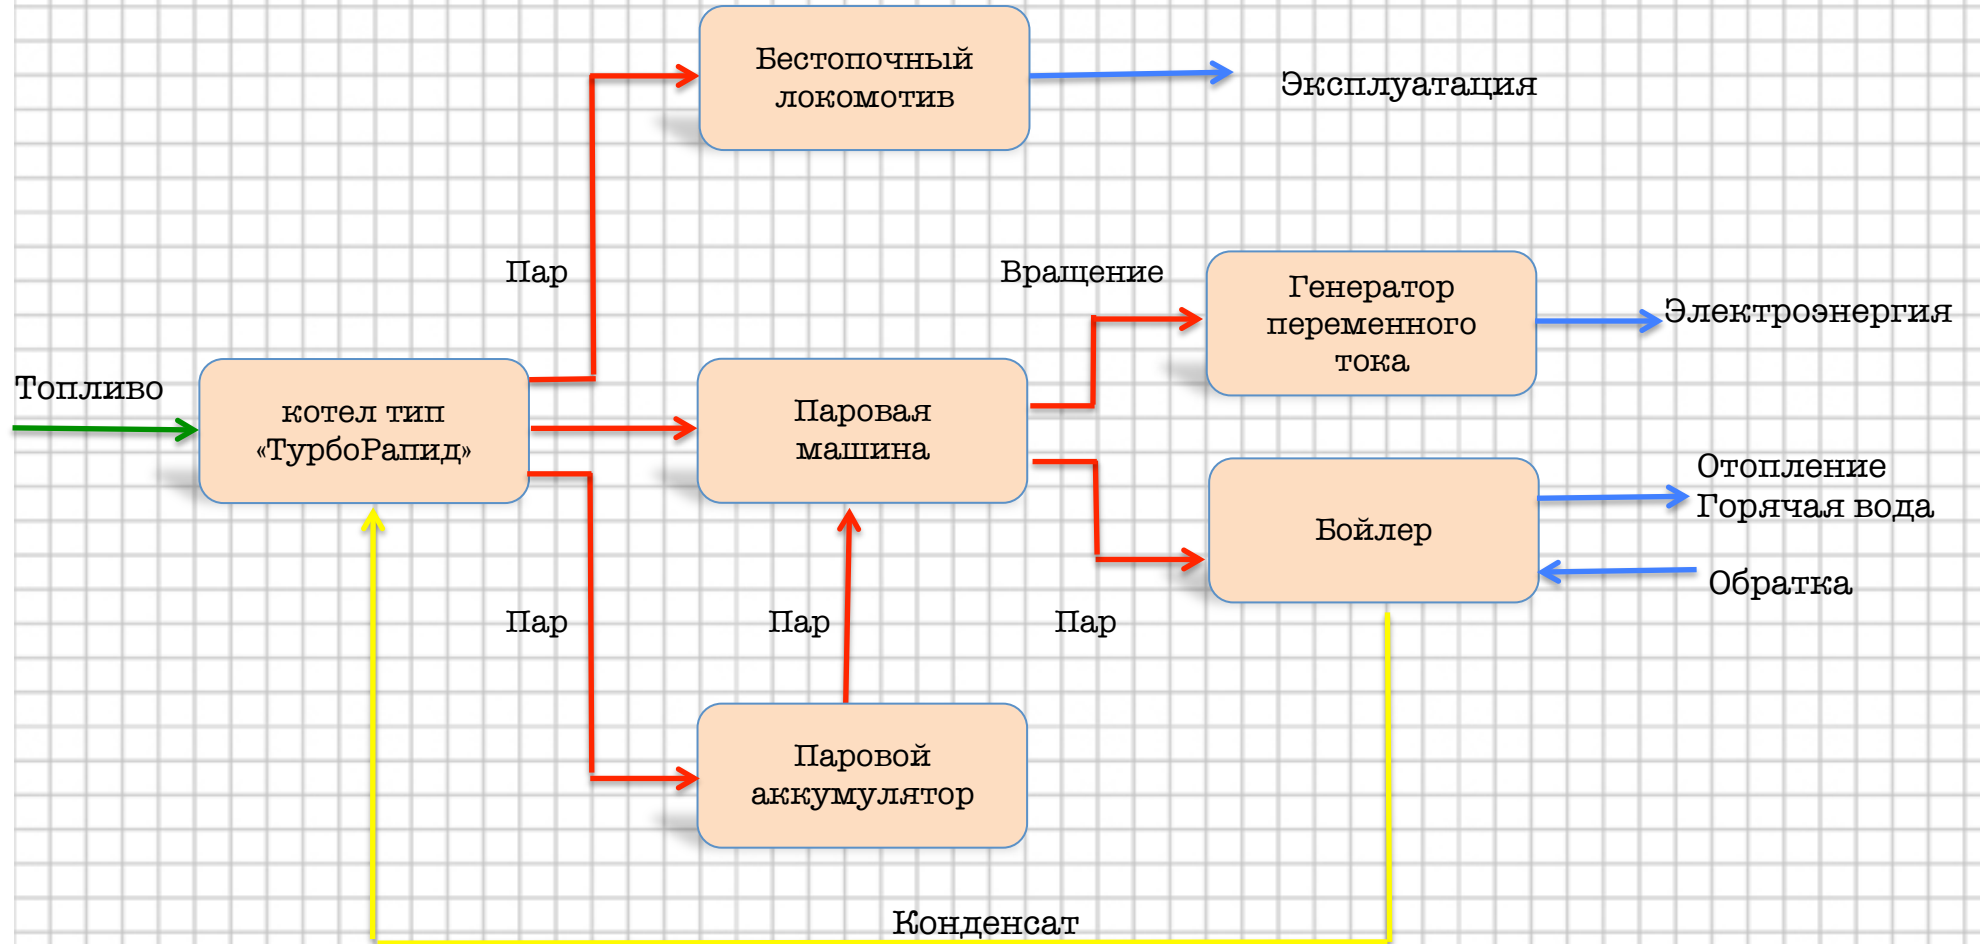 Бестопочный
локомотив
Эксплуатация
Пар
Вращение
Генератор
переменного
тока
Электроэнергия
Топливо
котел тип
«ТурбоРапид»
Паровая
машина
Отопление
Горячая вода
Бойлер
Обратка
Пар
Пар
Пар
Паровой
аккумулятор
Конденсат